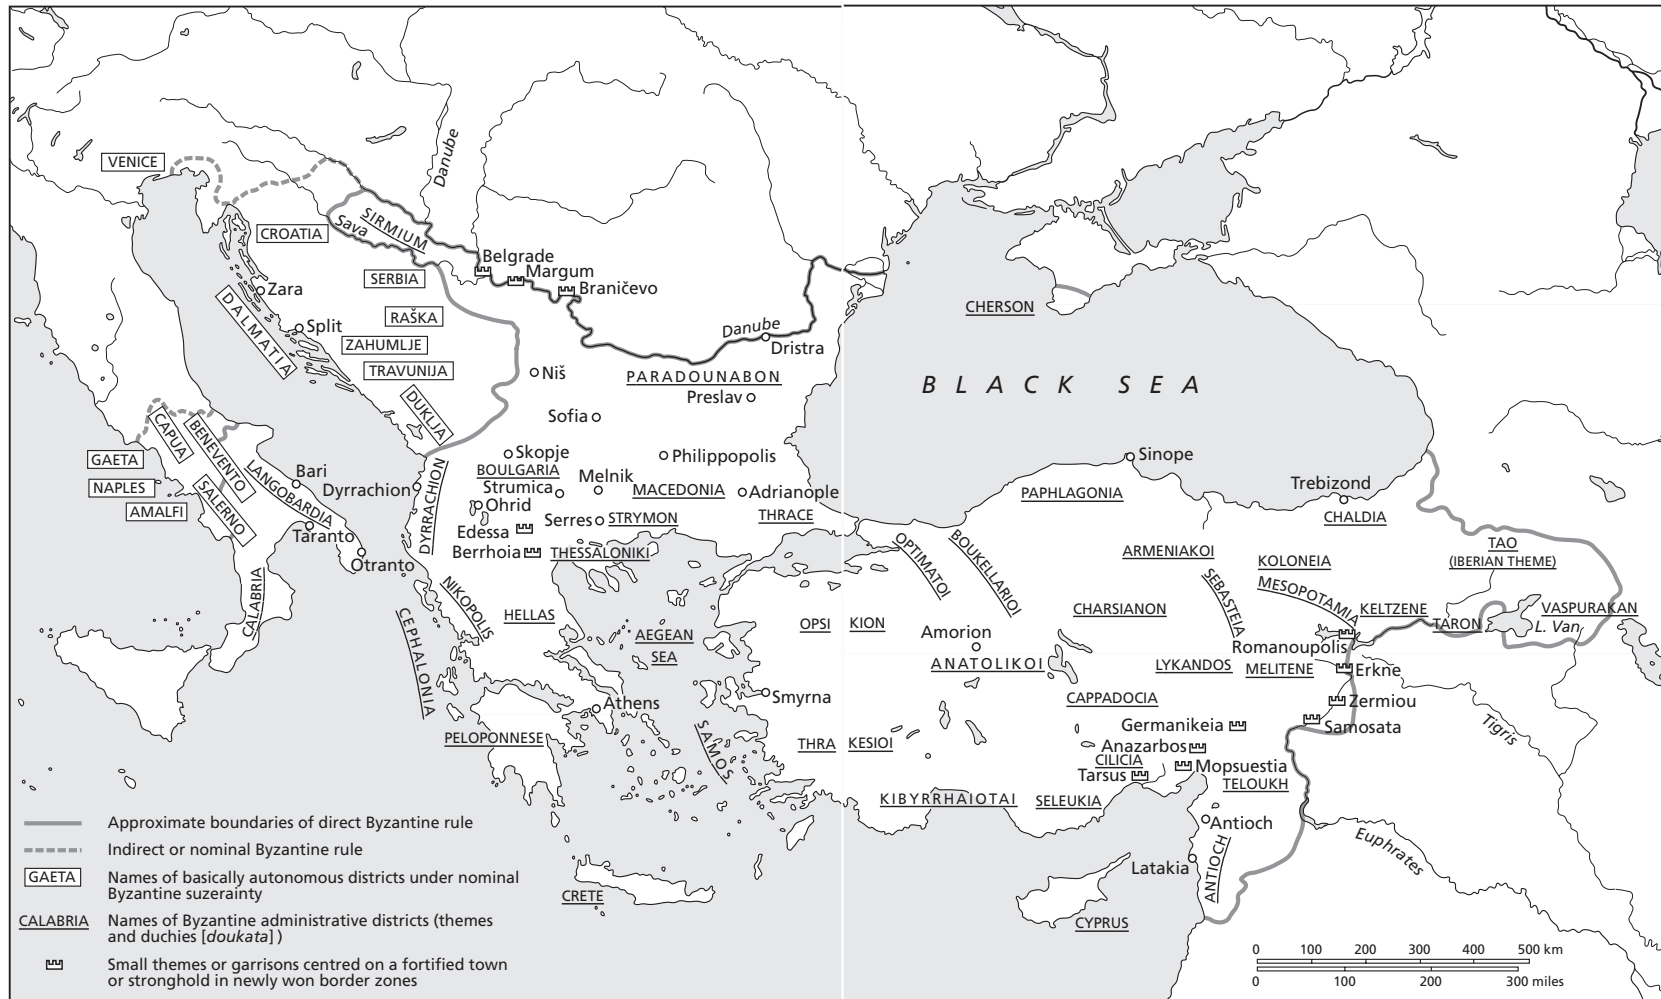 VENICE
Danube
CROATIA
SIRMIUM
Sava
Belgrade
Margum
Braničevo
SERBIA
Zara
RAŠKA
DALMATIA
Split
ZAHUMLJE
TRAVUNIJA
DUKLJA
Niš
Danube
Dristra
PARADOUNABON
Preslav
Sofia
CHERSON
BLACK SEA
CAPUA
BENEVENTO
GAETA
NAPLES
AMALFI
SALERNO
LANGOBARDIA
Bari
Taranto
Otranto
CALABRIA
Dyrrachion
DYRRACHION
Skopje
BOULGARIA
Strumica
Melnik
Ohrid
Edessa
Berrhoia
Serres
STRYMON
THESSALONIKI
Philippopolis
MACEDONIA
Adrianople
THRACE
NIKOPOLIS
CEPHALONIA
HELLAS
AEGEAN
SEA
Athens
PELOPONNESE
SAMOS
Smyrna
CRETE
Sinope
PAPHLAGONIA
Trebizond
CHALDIA
OPTIMATOI
BOUKELLARIOI
ARMENIAKOI
KOLONEIA
TAO
(IBERIAN THEME)
SEBASTEIA
MESOPOTAMIA
KELTZENE
TARON
VASPURAKAN
L. Van
OPSI KION
CHARSIANON
Amorion
ANATOLIKOI
Romanoupolis
LYKANDOS
MELITENE
Erkne
CAPPADOCIA
Zermiou
Germanikeia
Samosata
Tigris
THRA KESIOI
Anazarbos
CILICIA
Mopsuestia
Tarsus
TELOUKH
KIBYRRHAIOTAI
SELEUKIA
Antioch
ANTIOCH
Latakia
Euphrates
CYPRUS
Approximate boundaries of direct Byzantine rule
Indirect or nominal Byzantine rule
GAETA Names of basically autonomous districts under nominal
Byzantine suzerainty
CALABRIA Names of Byzantine administrative districts (themes
and duchies [doukata])
Small themes or garrisons centred on a fortified town
or stronghold in newly won border zones
0 100 200 300 400 500 km
0 100 200 300 miles